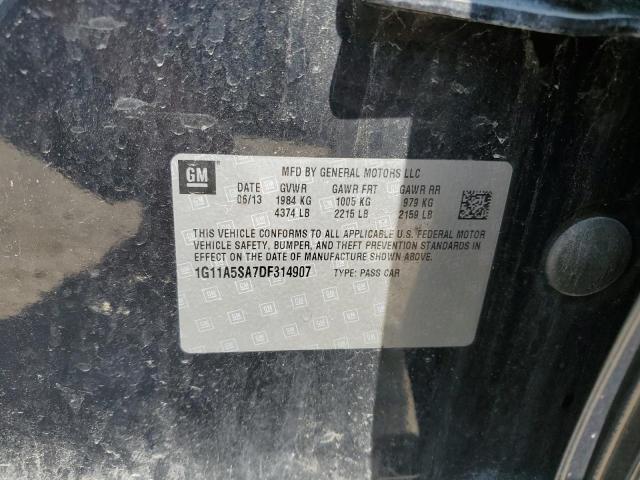 GM MFD BY GENERAL MOTORS LLC
DATE GVWR GAWR FRT GAWR RR
06/13 1984 KG 1005 KG 979 KG
4374 LB 2215 LB 2159 LB
THIS VEHICLE CONFORMS TO ALL APPLICABLE U.S. FEDERAL MOTOR
VEHICLE SAFETY, BUMPER, AND THEFT PREVENTION STANDARDS
IN EFFECT ON THE DATE OF MANUFACTURE SHOWN ABOVE.
1G11A5SA7DF314907 TYPE: PASS CAR